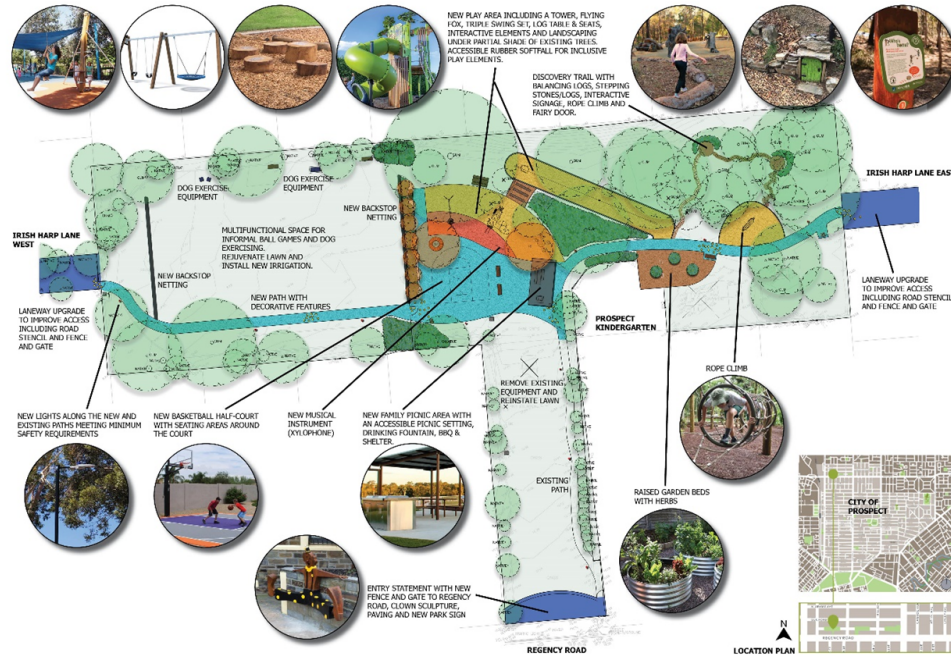 NEW PLAY AREA INCLUDING A TOWER, FLYING
FOX, TRIPLE SWING SET, LOG TABLE & SEATS,
INTERACTIVE ELEMENTS AND LANDSCAPING
UNDER PARTIAL SHADE OF EXISTING TREES.
ACCESSIBLE RUBBER SOFTFALL FOR INCLUSIVE
PLAY ELEMENTS.
DISCOVERY TRAIL WITH
BALANCING LOGS, STEPPING
STONES/LOGS, INTERACTIVE
SIGNAGE, ROPE CLIMB AND
FAIRY DOOR.
IRISH HARP LANE EAST
DOG EXERCISE
EQUIPMENT
DOG EXERCISE
EQUIPMENT
NEW BACKSTOP
NETTING
IRISH HARP LANE
WEST
MULTIFUNCTIONAL SPACE FOR
INFORMAL BALL GAMES AND DOG
EXERCISING.
REJUVENATE LAWN AND
INSTALL NEW IRRIGATION.
NEW BACKSTOP
NETTING
NEW PATH WITH
DECORATIVE FEATURES
LANEWAY UPGRADE
TO IMPROVE ACCESS
INCLUDING ROAD
STENCIL AND FENCE
AND GATE
LANEWAY UPGRADE
TO IMPROVE ACCESS
INCLUDING ROAD STENCIL
AND FENCE AND GATE
PROSPECT
KINDERGARTEN
REMOVE EXISTING
EQUIPMENT AND
REINSTATE LAWN
ROPE CLIMB
NEW LIGHTS ALONG THE NEW AND
EXISTING PATHS MEETING MINIMUM
SAFETY REQUIREMENTS
NEW BASKETBALL HALF-COURT
WITH SEATING AREAS AROUND
THE COURT
NEW MUSICAL
INSTRUMENT
(XYLOPHONE)
NEW FAMILY PICNIC AREA WITH
AN ACCESSIBLE PICNIC SETTING,
DRINKING FOUNTAIN, BBQ &
SHELTER.
EXISTING
PATH
RAISED GARDEN BEDS
WITH HERBS
CITY OF
PROSPECT
ENTRY STATEMENT WITH NEW
FENCE AND GATE TO REGENCY
ROAD, CLOWN SCULPTURE,
PAVING AND NEW PARK SIGN
REGENCY ROAD
N
REGENCY ROAD
LOCATION PLAN